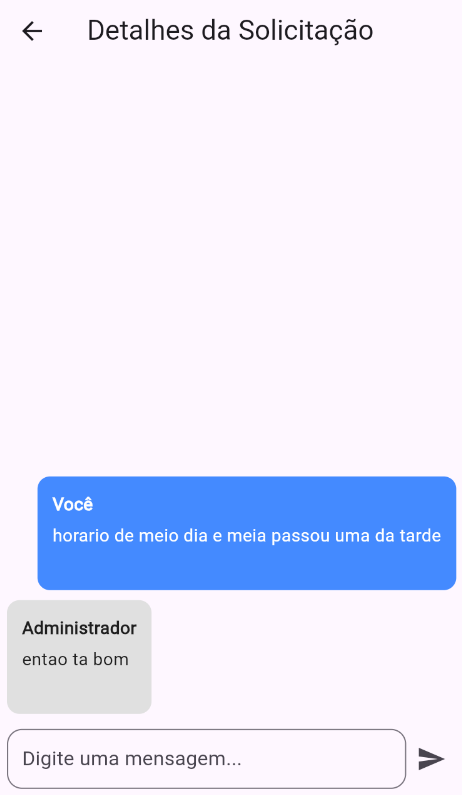 Detalhes da Solicitação
Você
horario de meio dia e meia passou uma da tarde
Administrador
entao ta bom
Digite uma mensagem...